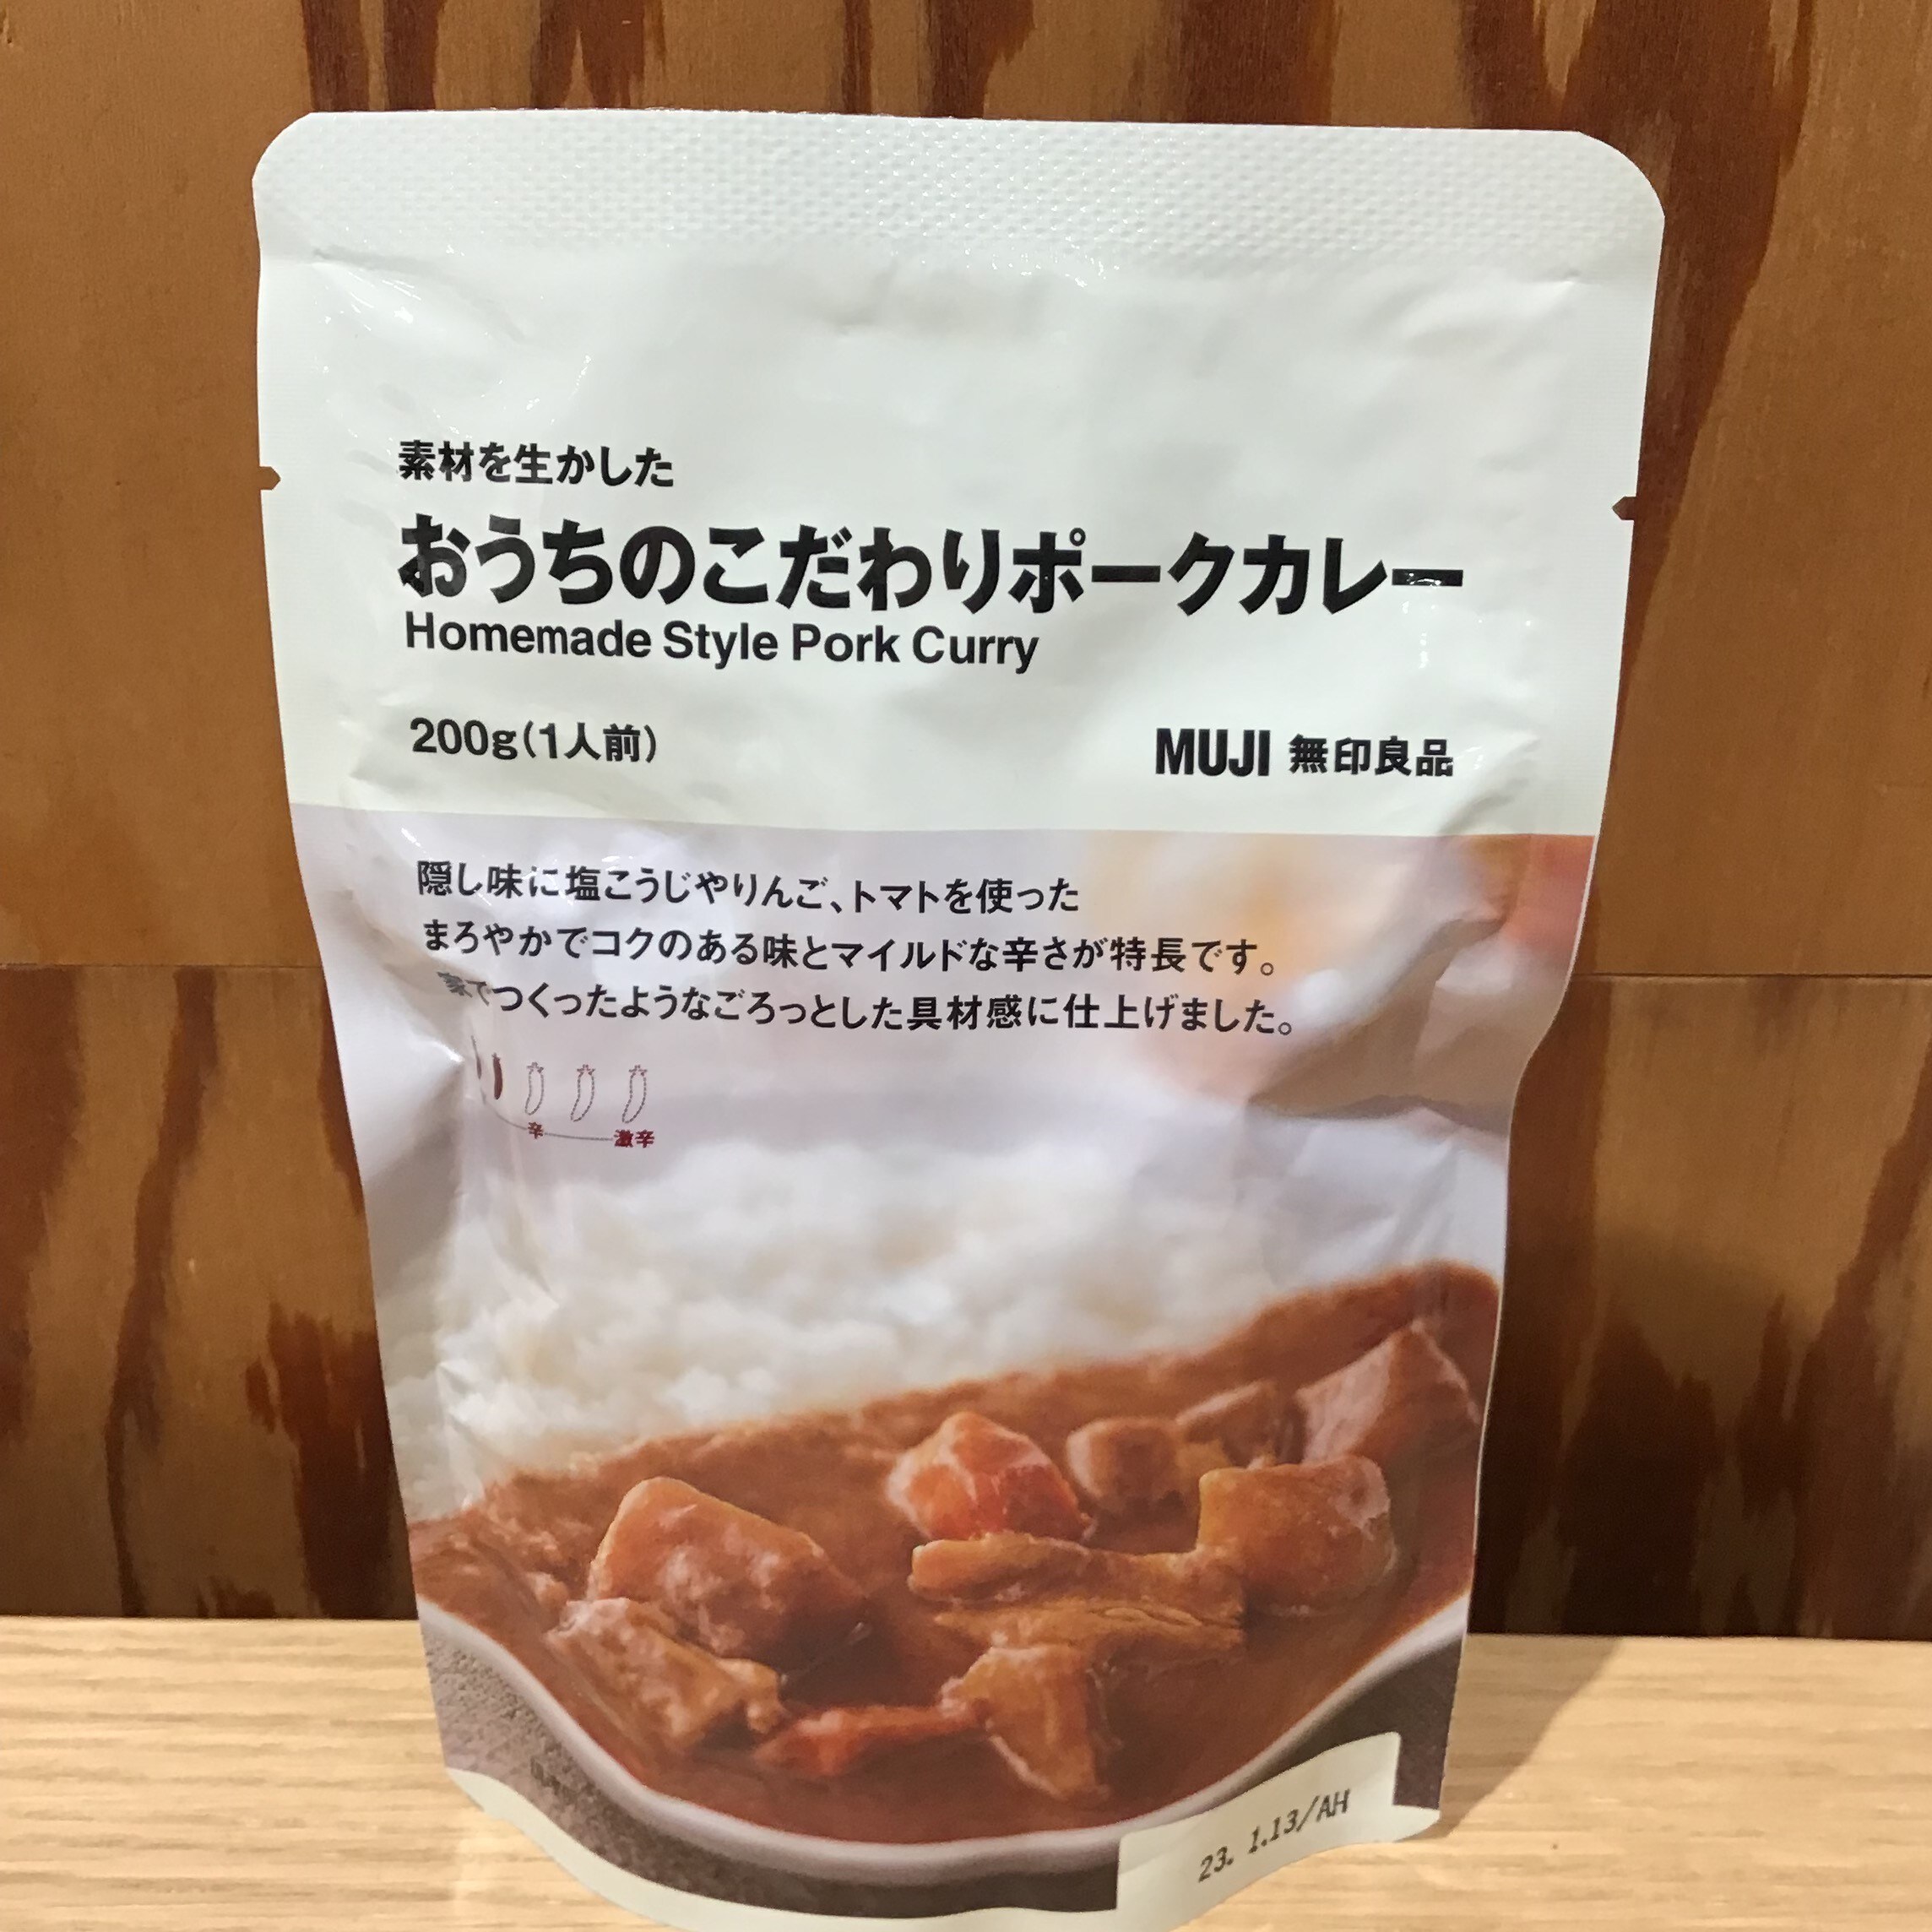 素材を生かした
おうちのこだわりポークカレー
Homemade Style Pork Curry
200g(1人前)
MUJI 無印良品
隠し味に塩こうじやりんご、トマトを使った
まろやかでコクのある味とマイルドな辛さが特長です。
家でつくったようなごろっとした具材感に仕上げました。
辛 激辛
23. 1.13/AH